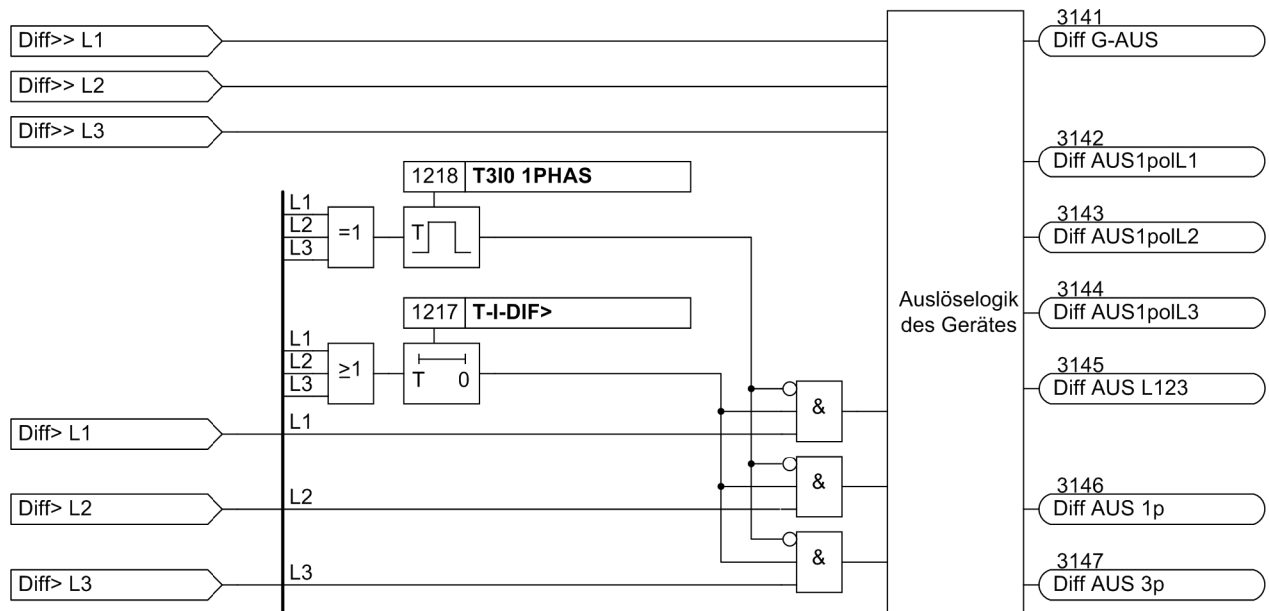 Diff>> L1
Diff>> L2
Diff>> L3
1218 T3I0 1PHAS
L1
L2
L3
=1
T
1217 T-I-DIF>
L1
L2
L3
≥1
T 0
Diff> L1
L1
&
Diff> L2
L2
&
Diff> L3
L3
&
Auslöselogik
des Gerätes
3141
Diff G-AUS
3142
Diff AUS1polL1
3143
Diff AUS1polL2
3144
Diff AUS1polL3
3145
Diff AUS L123
3146
Diff AUS 1p
3147
Diff AUS 3p